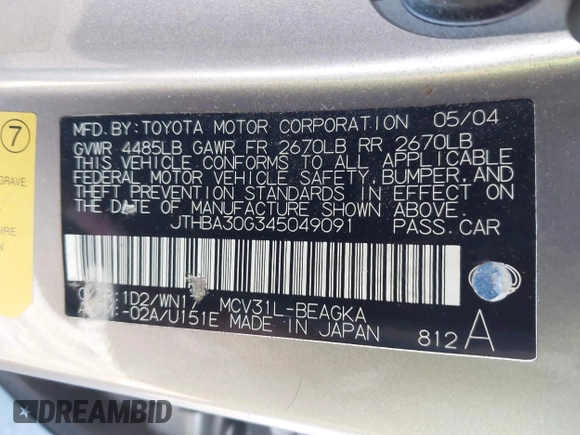 MFD.BY:TOYOTA MOTOR CORPORATION 05/04
GVWR 4485LB GAWR FR 2670LB RR 2670LB
THIS VEHICLE CONFORMS TO ALL APPLICABLE
FEDERAL MOTOR VEHICLE SAFETY,BUMPER,AND
THEFT PREVENTION STANDARDS IN EFFECT ON
THE DATE OF MANUFACTURE SHOWN ABOVE.
JTHBA30G345049091 PASS.CAR
1D2/WN17 MCV31L-BEAGKA
-02A/U151E MADE IN JAPAN
812A
7
GRAVE.
IRE
DREAMBID